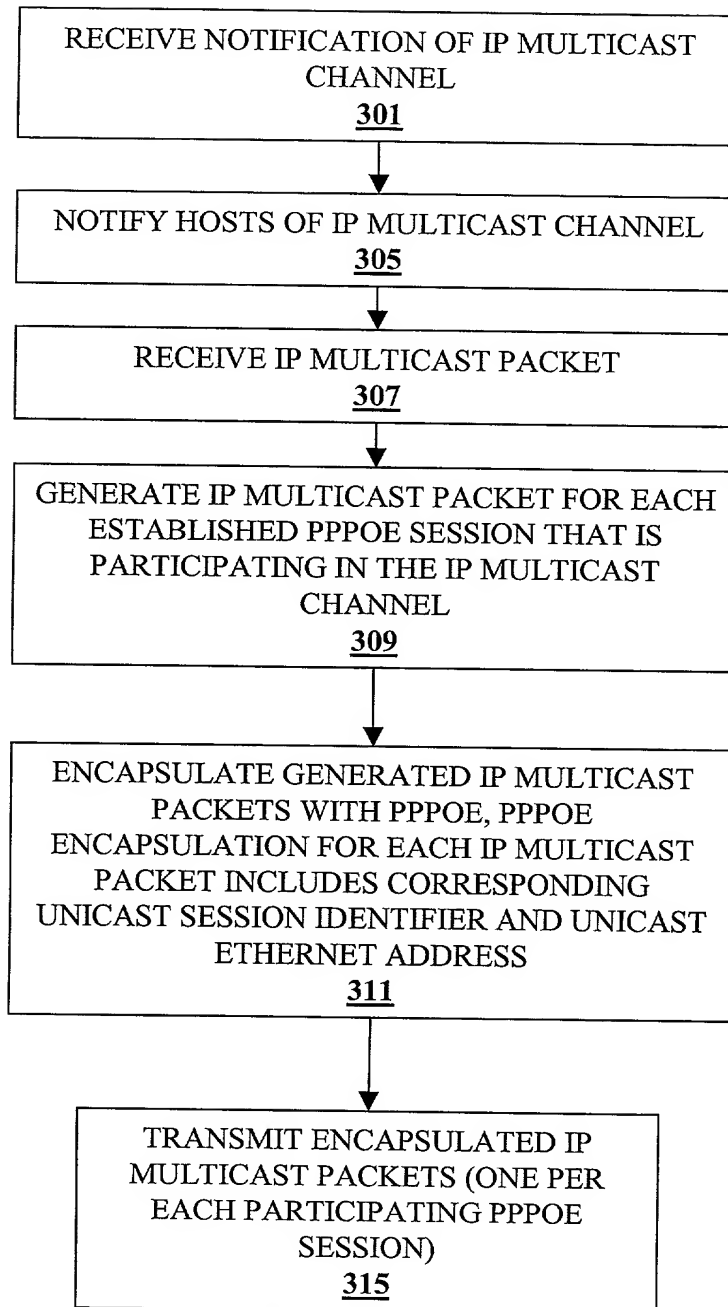 RECEIVE NOTIFICATION OF IP MULTICAST
CHANNEL
301
NOTIFY HOSTS OF IP MULTICAST CHANNEL
305
RECEIVE IP MULTICAST PACKET
307
GENERATE IP MULTICAST PACKET FOR EACH
ESTABLISHED PPPOE SESSION THAT IS
PARTICIPATING IN THE IP MULTICAST
CHANNEL
309
ENCAPSULATE GENERATED IP MULTICAST
PACKETS WITH PPPOE, PPPOE
ENCAPSULATION FOR EACH IP MULTICAST
PACKET INCLUDES CORRESPONDING
UNICAST SESSION IDENTIFIER AND UNICAST
ETHERNET ADDRESS
311
TRANSMIT ENCAPSULATED IP
MULTICAST PACKETS (ONE PER
EACH PARTICIPATING PPPOE
SESSION)
315